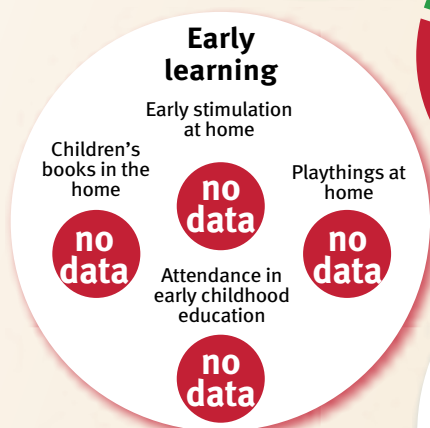 Early
learning
Early stimulation
at home
no
data
Children's
books in the
home
no
data
Playthings at
home
no
data
Attendance in
early childhood
education
no
data